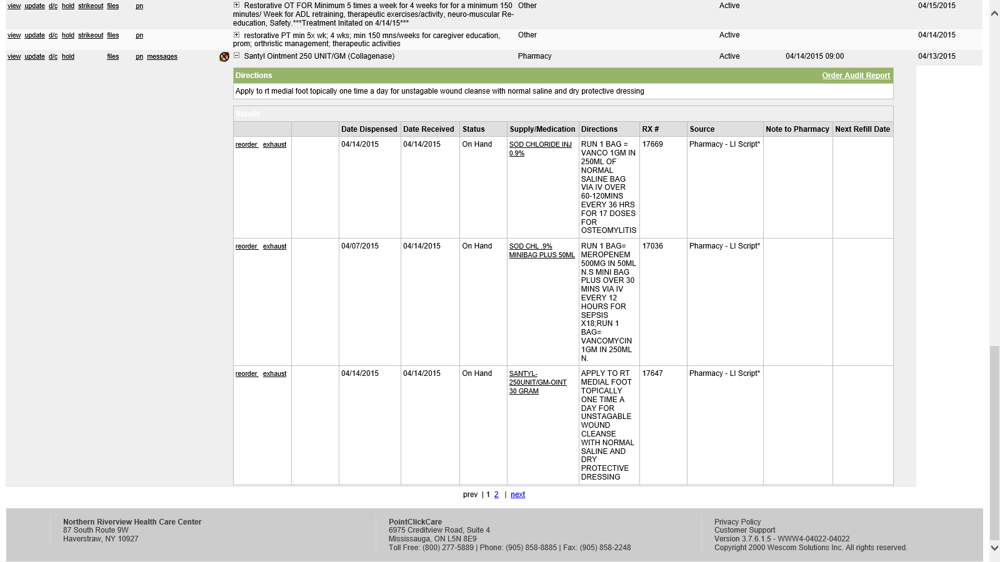 view update d/c hold strikeout files pn Restorative OT FOR Minimum 5 times a week for 4 weeks for for a minimum 150 Other Active 04/15/2015
minutes/ Week for ADL retraining, therapeutic exercises/activity, neuro-muscular Re-
education, Safety.***Treatment Initated on 4/14/15***
view update d/c hold strikeout files pn restorative PT min 5x wk; 4 wks; min 150 mns/weeks for caregiver education, Other Active 04/14/2015
prom; orthristic management; therapeutic activities
view update d/c hold files pn messages Santyl Ointment 250 UNIT/GM (Collagenase) Pharmacy Active 04/14/2015 09:00 04/13/2015
Directions Order Audit Report
Apply to rt medial foot topically one time a day for unstagable wound cleanse with normal saline and dry protective dressing
Supply
Date Dispensed Date Received Status Supply/Medication Directions RX # Source Note to Pharmacy Next Refill Date
reorder exhaust 04/14/2015 04/14/2015 On Hand SOD CHLORIDE INJ RUN 1 BAG = 17669 Pharmacy - LI Script*
0.9% VANCO 1GM IN
250ML OF
NORMAL
SALINE BAG
VIA IV OVER
60-120MINS
EVERY 36 HRS
FOR 17 DOSES
FOR
OSTEOMYLITIS
reorder exhaust 04/07/2015 04/14/2015 On Hand SOD CHL .9% RUN 1 BAG= 17036 Pharmacy - LI Script*
MINIBAG PLUS 50ML MEROPENEM
500MG IN 50ML
N.S MINI BAG
PLUS OVER 30
MINS VIA IV
EVERY 12
HOURS FOR
SEPSIS
X18;RUN 1
BAG=
VANCOMYCIN
1GM IN 250ML
N.
reorder exhaust 04/14/2015 04/14/2015 On Hand SANTYL- APPLY TO RT 17647 Pharmacy - LI Script*
250UNIT/GM-OINT MEDIAL FOOT
30 GRAM TOPICALLY
ONE TIME A
DAY FOR
UNSTAGABLE
WOUND
CLEANSE
WITH NORMAL
SALINE AND
DRY
PROTECTIVE
DRESSING
prev | 1 2 | next
Northern Riverview Health Care Center PointClickCare Privacy Policy
87 South Route 9W 6975 Creditview Road, Suite 4 Customer Support
Haverstraw, NY 10927 Mississauga, ON L5N 8E9 Version 3.7.6.1.5 - WWW4-04022-04022
Toll Free: (800) 277-5889 | Phone: (905) 858-8885 | Fax: (905) 858-2248 Copyright 2000 Wescom Solutions Inc. All rights reserved.